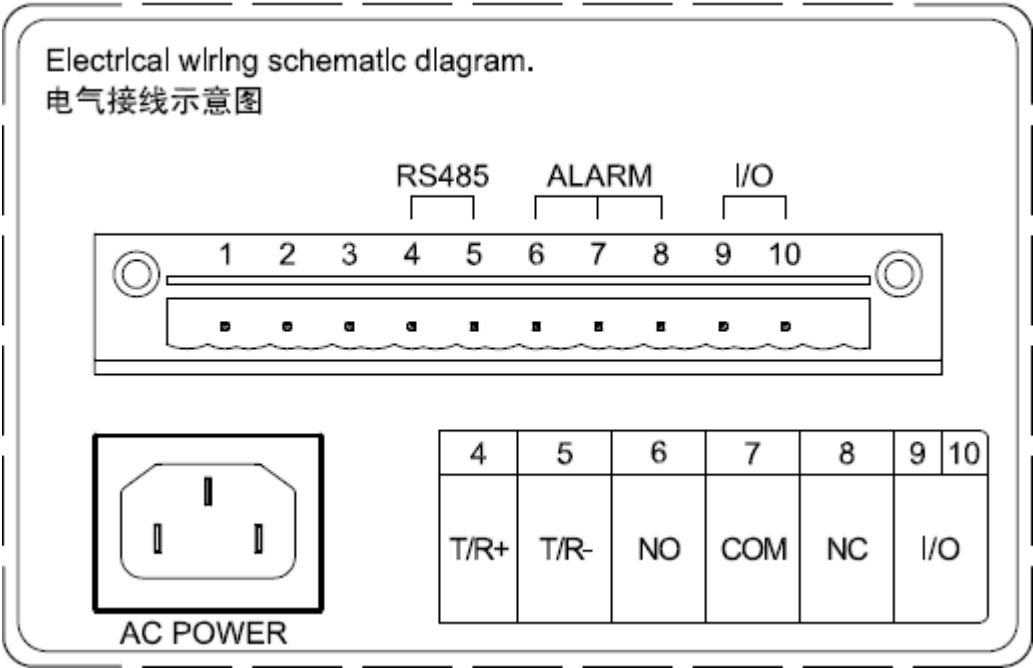 Electrical wiring schematic diagram.
电气接线示意图
RS485 ALARM I/O
1 2 3 4 5 6 7 8 9 10
4 5 6 7 8 9 10
T/R+ T/R- NO COM NC I/O
AC POWER